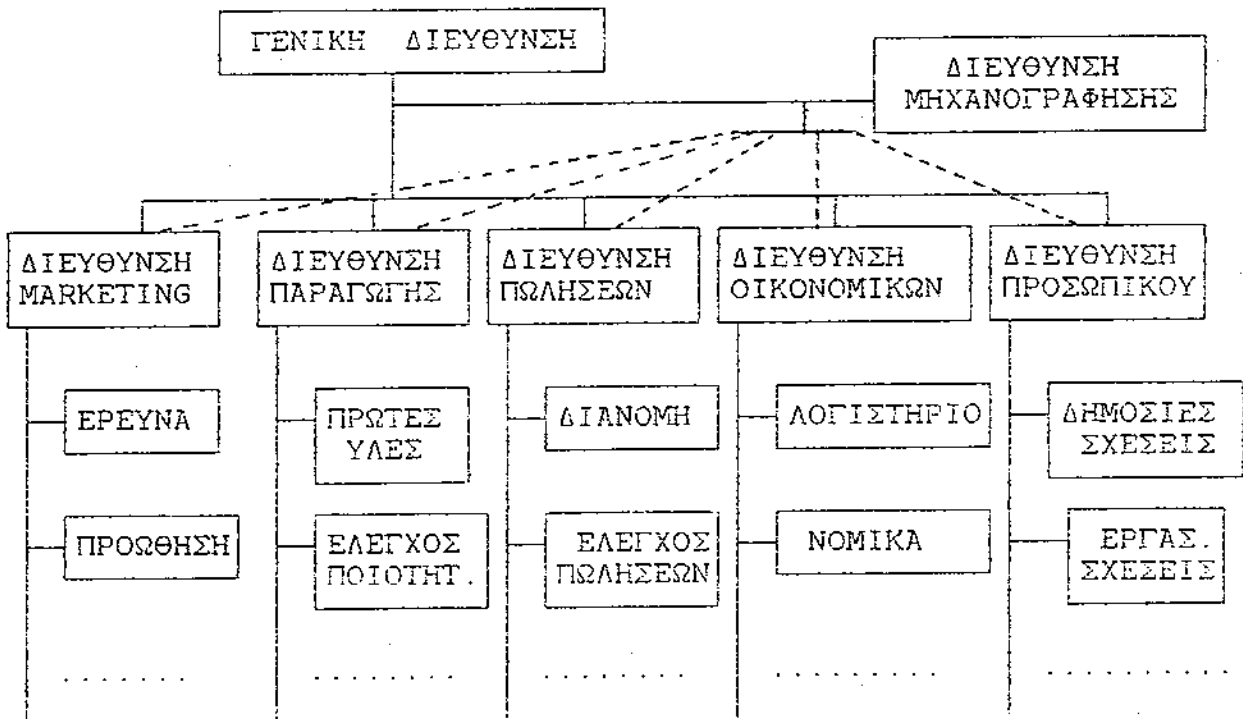 ΓΕΝΙΚΗ ΔΙΕΥΘΥΝΣΗ
ΔΙΕΥΘΥΝΣΗ
ΜΗΧΑΝΟΓΡΑΦΗΣΗΣ
ΔΙΕΥΘΥΝΣΗ
MARKETING
ΔΙΕΥΘΥΝΣΗ
ΠΑΡΑΓΩΓΗΣ
ΔΙΕΥΘΥΝΣΗ
ΠΩΛΗΣΕΩΝ
ΔΙΕΥΘΥΝΣΗ
ΟΙΚΟΝΟΜΙΚΩΝ
ΔΙΕΥΘΥΝΣΗ
ΠΡΟΣΩΠΙΚΟΥ
ΕΡΕΥΝΑ
ΠΡΩΤΕΣ
ΥΛΕΣ
ΔΙΑΝΟΜΗ
ΛΟΓΙΣΤΗΡΙΟ
ΔΗΜΟΣΙΕΣ
ΣΧΕΣΕΙΣ
ΠΡΟΩΘΗΣΗ
ΕΛΕΓΧΟΣ
ΠΟΙΟΤΗΤ.
ΕΛΕΓΧΟΣ
ΠΩΛΗΣΕΩΝ
ΝΟΜΙΚΑ
ΕΡΓΑΣ.
ΣΧΕΣΕΙΣ
. . . . . . . . . . . . . . . . . . . . . . . . . . . . . . . . . . . . . . . . . .